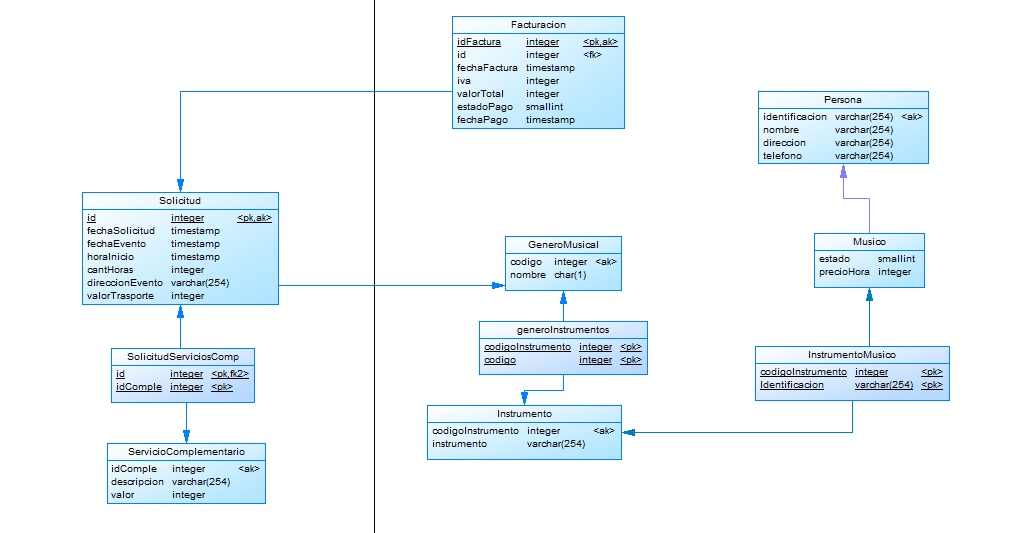 Facturacion
idFactura integer <pk,ak>
id integer <fk>
fechaFactura timestamp
iva integer
valorTotal integer
estadoPago smallint
fechaPago timestamp
Persona
identificacion varchar(254) <ak>
nombre varchar(254)
direccion varchar(254)
telefono varchar(254)
Solicitud
id integer <pk,ak>
fechaSolicitud timestamp
fechaEvento timestamp
horaInicio timestamp
cantHoras integer
direccionEvento varchar(254)
valorTrasporte integer
GeneroMusical
codigo integer <ak>
nombre char(1)
Musico
estado smallint
precioHora integer
generoInstrumentos
codigoInstrumento integer <pk>
codigo integer <pk>
SolicitudServiciosComp
id integer <pk,fk2>
idComple integer <pk>
InstrumentoMusico
codigoInstrumento integer <pk>
Identificacion varchar(254) <pk>
Instrumento
codigoInstrumento integer <ak>
instrumento varchar(254)
ServicioComplementario
idComple integer <ak>
descripcion varchar(254)
valor integer